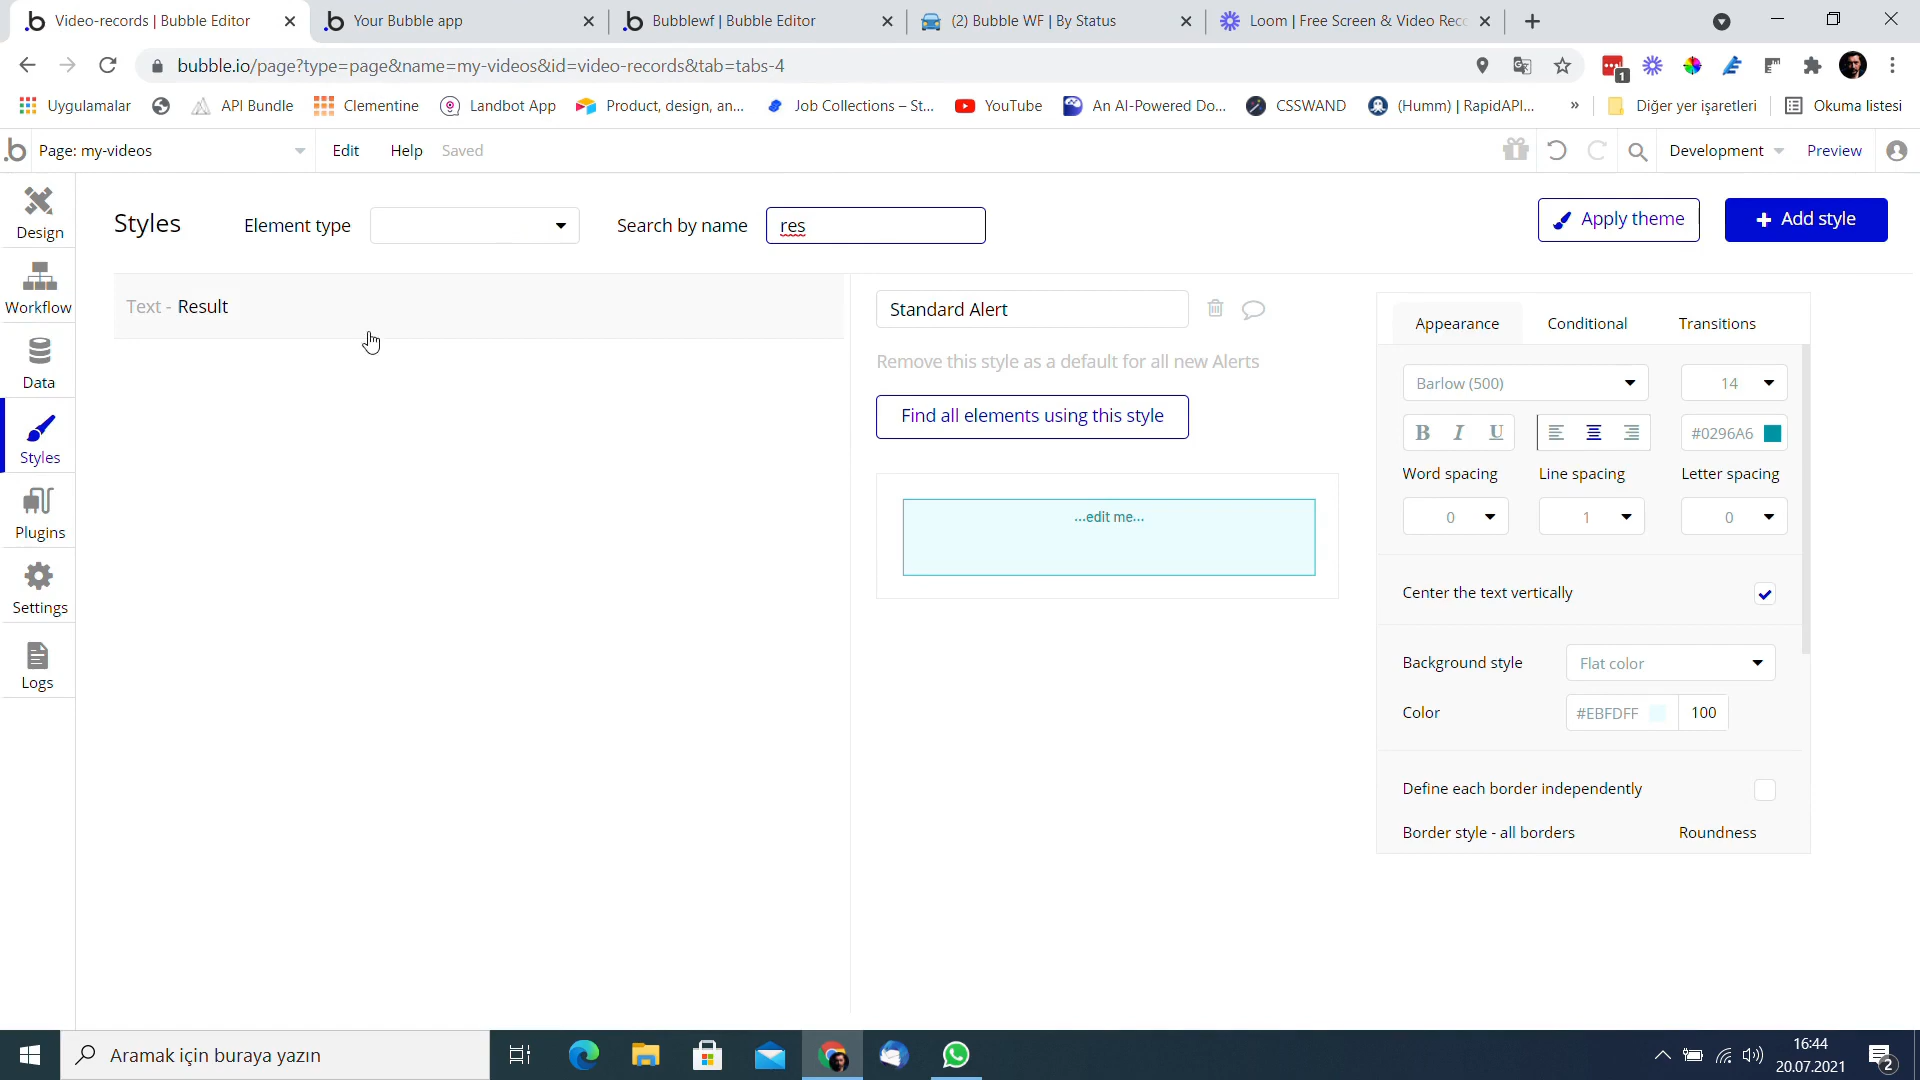 Video-records | Bubble Editor
Your Bubble app
Bubblewf | Bubble Editor
(2) Bubble WF | By Status
Loom | Free Screen & Video Rec
bubble.io/page?type=page&name=my-videos&id=video-records&tab=tabs-4
1
Uygulamalar
API Bundle
Clementine
Landbot App
Product, design, an...
Job Collections – St...
YouTube
An AI-Powered Do...
CSSWAND
(Humm) | RapidAPI...
»
Diğer yer işaretleri
Okuma listesi
.b
Page: my-videos
Edit
Help
Saved
Development
Preview
Design
Workflow
Data
Styles
Plugins
Settings
Logs
Styles
Element type
Search by name
res
Apply theme
+ Add style
Text - Result
Standard Alert
Remove this style as a default for all new Alerts
Find all elements using this style
...edit me...
Appearance
Conditional
Transitions
Barlow (500)
14
B I U
#0296A6
Word spacing
Line spacing
Letter spacing
0
1
0
Center the text vertically
Background style
Flat color
Color
#EBFDFF
100
Define each border independently
Border style - all borders
Roundness
Aramak için buraya yazın
16:44
20.07.2021
2